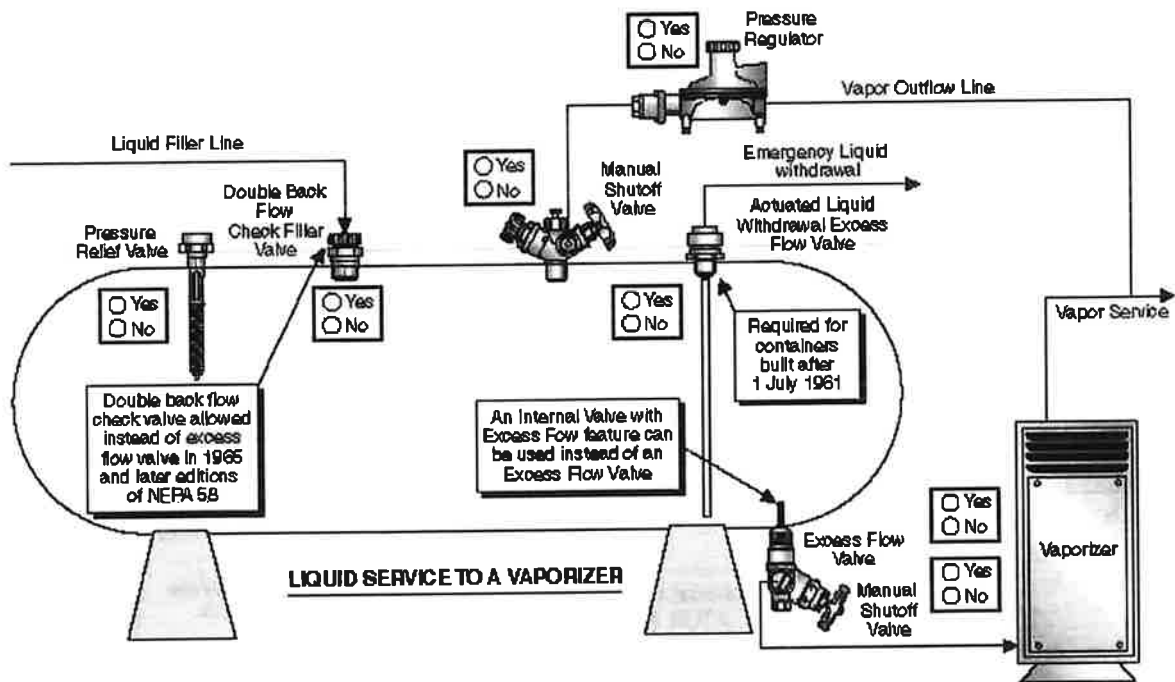 Yes
No
Pressure
Regulator
Vapor Outflow Line
Liquid Filler Line
Yes
No
Manual
Shutoff
Valve
Emergency Liquid
withdrawal
Double Back
Flow
Check Filler
Valve
Actuated Liquid
Withdrawal Excess
Flow Valve
Pressure
Relief Valve
Yes
No
Yes
No
Yes
No
Required for
containers
built after
1 July 1961
Vapor Service
Double back flow
check valve allowed
instead of excess
flow valve in 1965
and later editions
of NFPA 58
An Internal Valve with
Excess Fow feature can
be used instead of an
Excess Flow Valve
Yes
No
Excess Flow
Valve
Vaporizer
LIQUID SERVICE TO A VAPORIZER
Yes
No
Manual
Shutoff
Valve